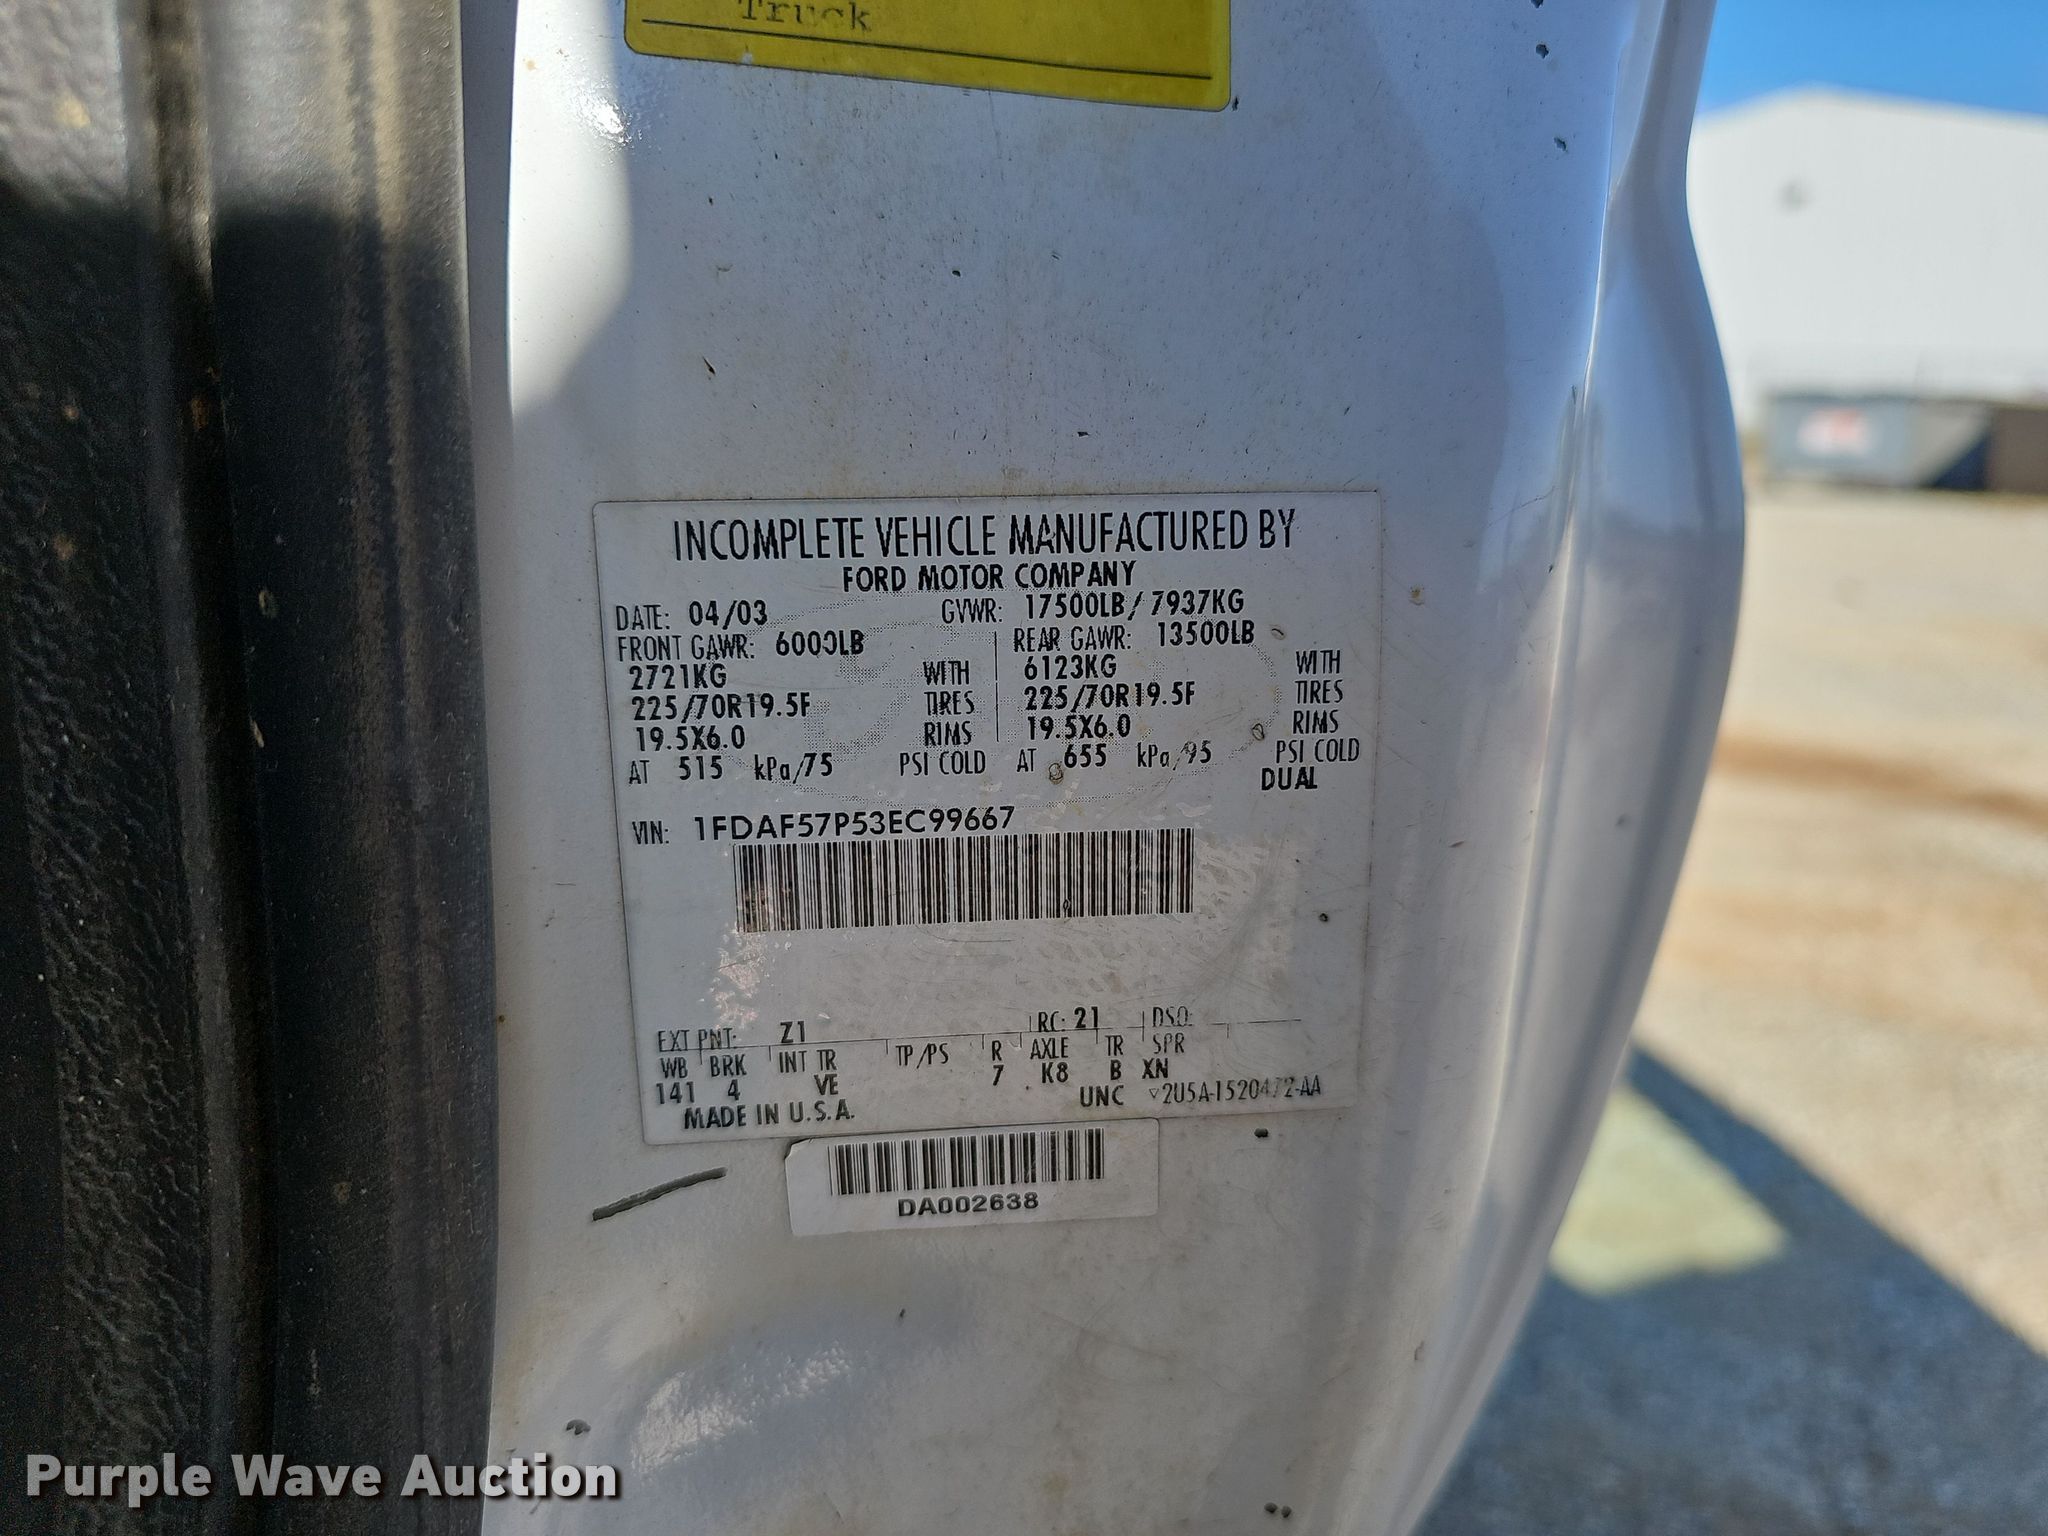 Truck
INCOMPLETE VEHICLE MANUFACTURED BY
FORD MOTOR COMPANY
DATE: 04/03 GVWR: 17500LB/ 7937KG
FRONT GAWR: 6000LB REAR GAWR: 13500LB
2721KG WITH 6123KG WITH
225/70R19.5F TIRES 225/70R19.5F TIRES
19.5X6.0 RIMS 19.5X6.0 RIMS
AT 515 kPa/75 PSI COLD AT 655 kPa/95 PSI COLD
DUAL
VIN: 1FDAF57P53EC99667
EXT PNT: Z1 RC: 21 DSO:
WB BRK INT TR TP/PS R AXLE TR SPR
141 4 VE 7 K8 B XN
MADE IN U.S.A. UNC ▽2U5A-1520472-AA
DA002638
Purple Wave Auction